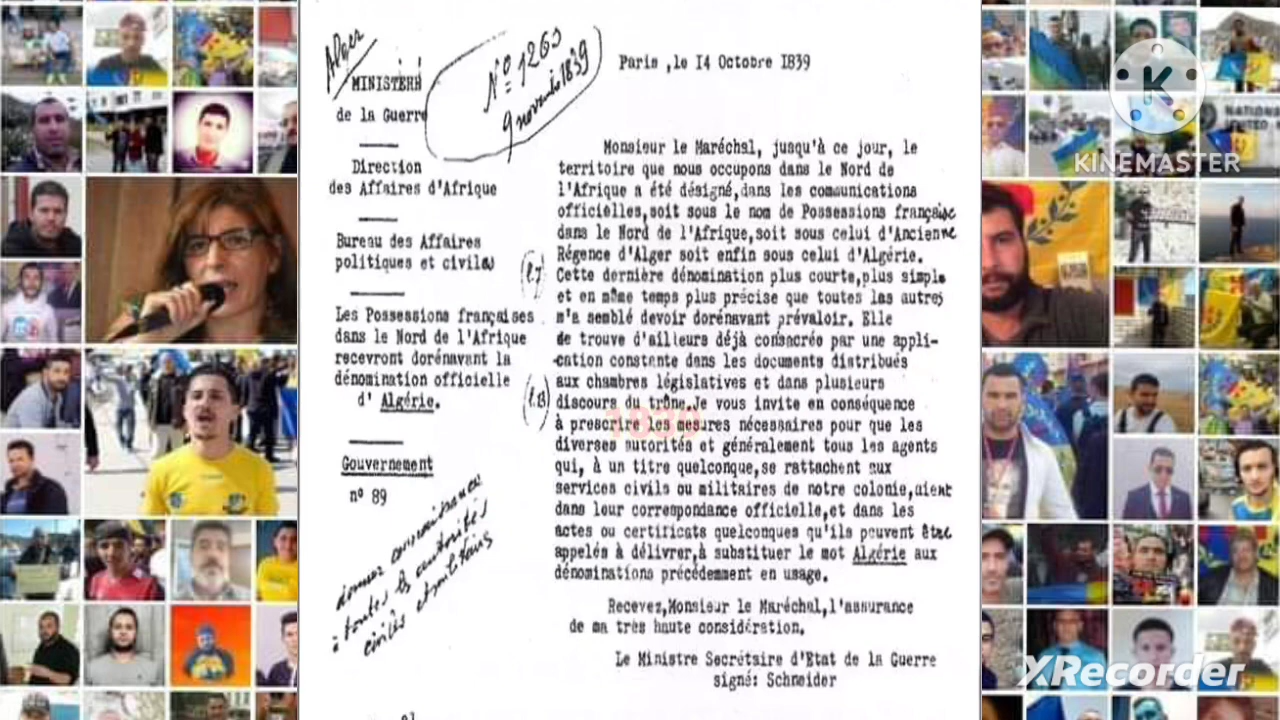 Alger
MINISTÈRE
de la Guerre
N° 1263
9 novembre 1839
Direction
des Affaires d'Afrique
Bureau des Affaires
politiques et civiles
Les Possessions françaises
dans le Nord de l'Afrique
recevront dorénavant la
dénomination officielle
d' Algérie.
Gouvernement
n° 89
donner connaissance
à toutes les autorités
civiles et militaires
Paris ,le I4 Octobre I839
Monsieur le Maréchal, jusqu'à ce jour, le
territoire que nous occupons dans le Nord de
l'Afrique a été désigné,dans les communications
officielles,soit sous le nom de Possessions française
dans le Nord de l'Afrique,soit sous celui d'Ancienne
Régence d'Alger soit enfin sous celui d'Algérie.
Cette dernière dénomination plus courte,plus simple
et en même temps plus précise que toutes las autres
m'a semblé devoir dorénavant prévaloir. Elle
de trouve d'ailleurs déjà consacrée par une appli-
cation constante dans les documents distribués
aux chambres législatives et dans plusieurs
discours du trône.Je vous invite en conséquence
à prescrire les mesures nécessaires pour que les
diverses autorités et généralement tous les agents
qui, à un titre quelconque,se rattachent aux
services civils ou militaires de notre colonie,aient
dans leur correspondance officielle,et dans les
actes ou certificats quelconques qu'ils peuvent être
appelés à délivrer,à substituer le mot Algérie aux
dénominations précédemment en usage.
Recevez,Monsieur le Maréchal,l'assurance
de ma très haute considération.
Le Ministre Secrétaire d'Etat de la Guerre
signé: Schneider
1839
K
KINEMASTER
XRecorder